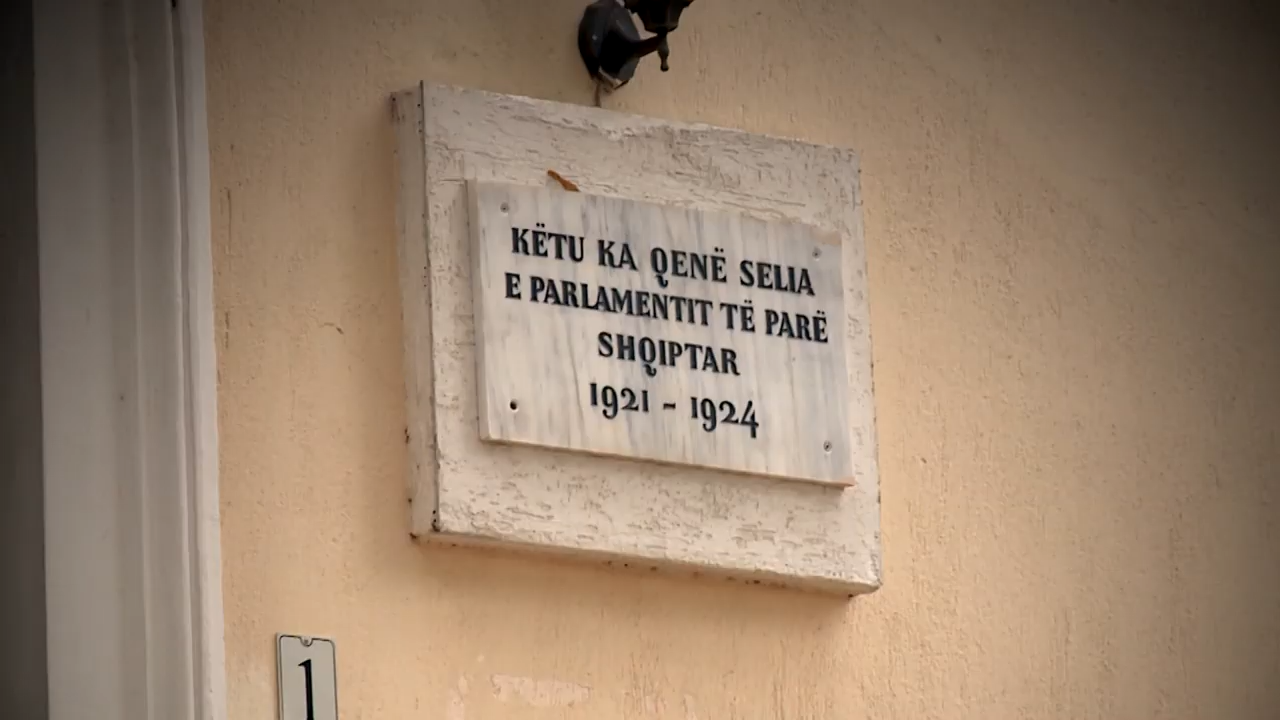 KËTU KA QENË SELIA
E PARLAMENTIT TË PARË
SHQIPTAR
1921 - 1924
1